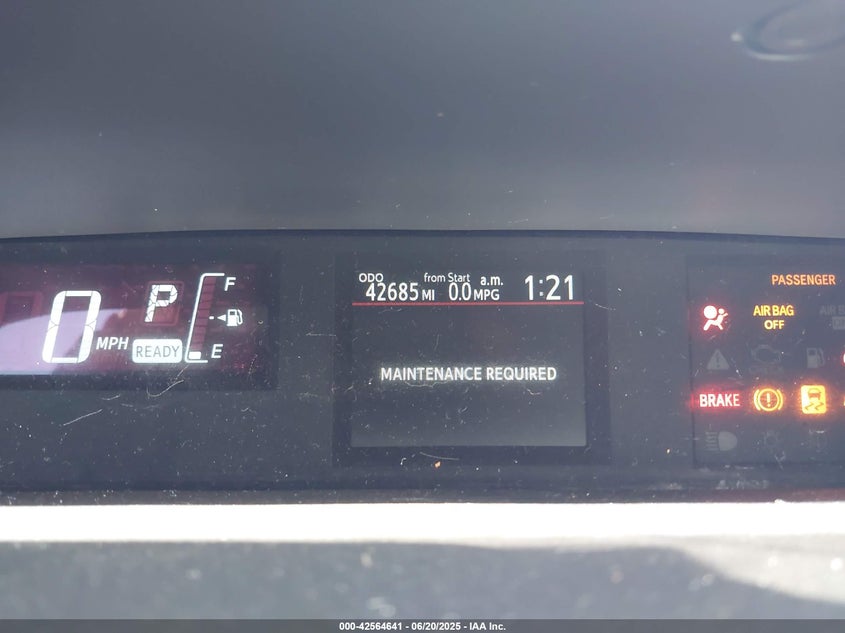 0 MPH
P
READY
F
E
ODO from Start a.m.
42685 MI 0.0 MPG 1:21
MAINTENANCE REQUIRED
PASSENGER
AIR BAG
OFF
BRAKE
000-42564641 - 06/20/2025 - IAA Inc.